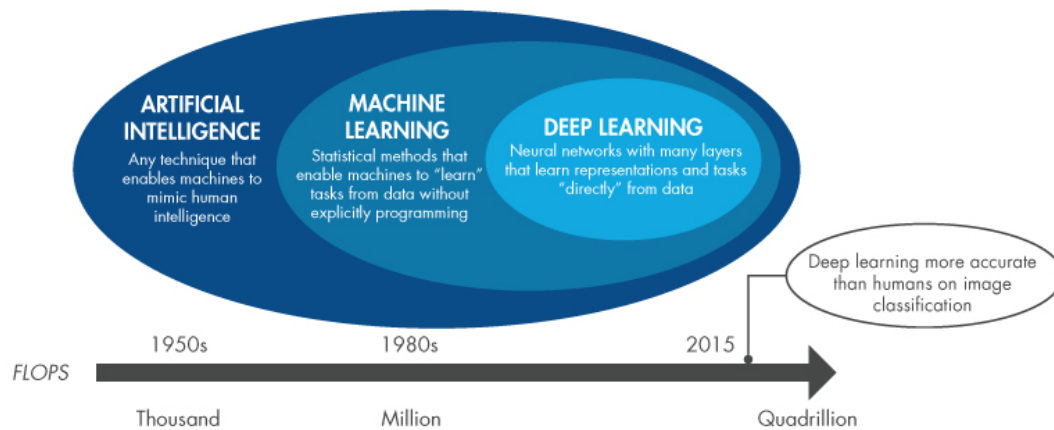 ARTIFICIAL
INTELLIGENCE
Any technique that
enables machines to
mimic human
intelligence
MACHINE
LEARNING
Statistical methods that
enable machines to “learn”
tasks from data without
explicitly programming
DEEP LEARNING
Neural networks with many layers
that learn representations and tasks
“directly” from data
Deep learning more accurate
than humans on image
classification
1950s
1980s
2015
FLOPS
Thousand
Million
Quadrillion